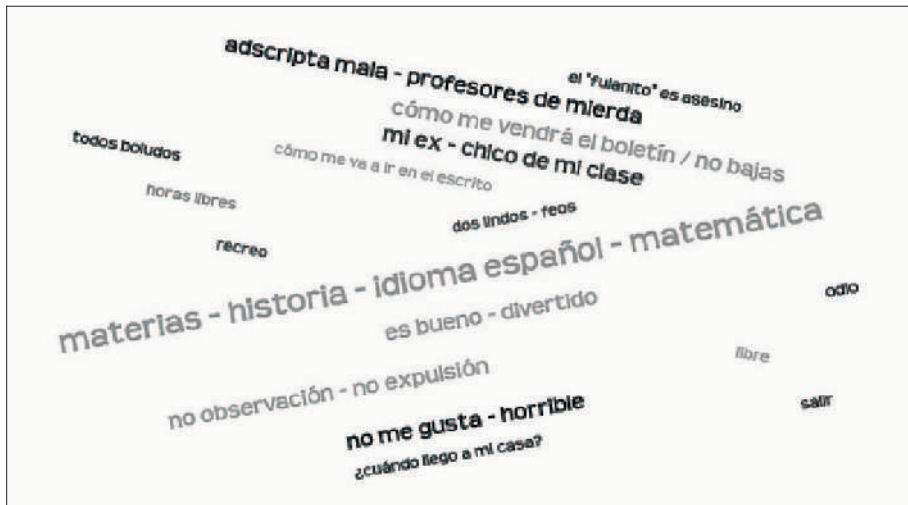 adscripta mala - profesores de mierda
el "fulanito" es asesino
cómo me vendrá el boletín / no bajas
mi ex - chico de mi clase
todos boludos
cómo me va a ir en el escrito
horas libres
dos lindos - feos
recreo
materias - historia - idioma español - matemática
odio
es bueno - divertido
libre
no observación - no expulsión
salir
no me gusta - horrible
¿cuándo llego a mi casa?